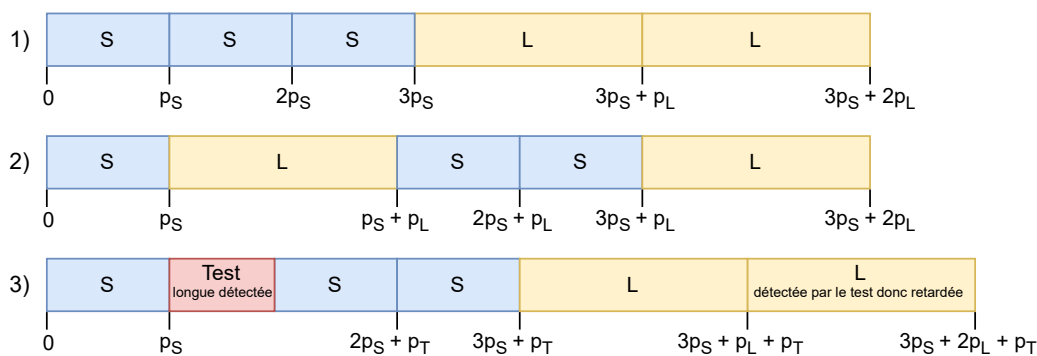 1) S S S L L
0 pS 2pS 3pS 3pS + pL 3pS + 2pL
2) S L S S L
0 pS pS + pL 2pS + pL 3pS + pL 3pS + 2pL
3) S Test S S L L
longue détectée détectée par le test donc retardée
0 pS 2pS + pT 3pS + pT 3pS + pL + pT 3pS + 2pL + pT